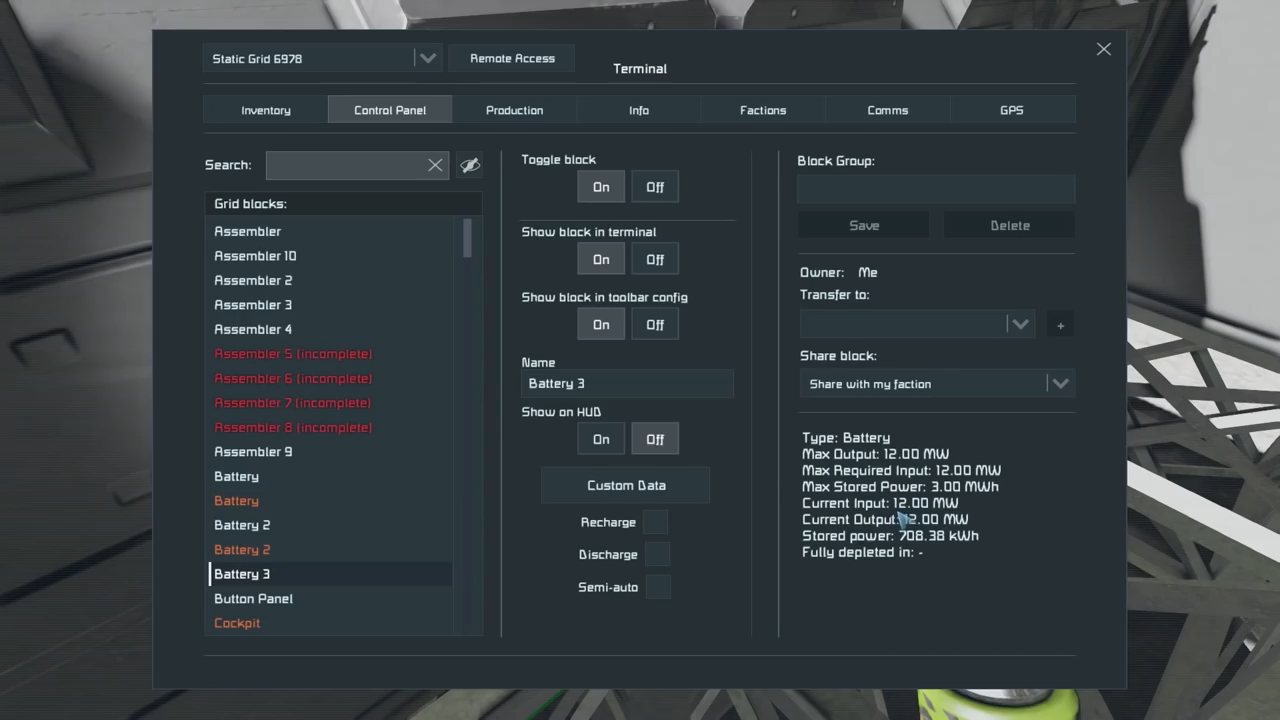 Static Grid 6978
Remote Access
Terminal
Inventory
Control Panel
Production
Info
Factions
Comms
GPS
Search:
Grid blocks:
Assembler
Assembler 10
Assembler 2
Assembler 3
Assembler 4
Assembler 5 (incomplete)
Assembler 6 (incomplete)
Assembler 7 (incomplete)
Assembler 8 (incomplete)
Assembler 9
Battery
Battery
Battery 2
Battery 2
Battery 3
Button Panel
Cockpit
Toggle block
On Off
Show block in terminal
On Off
Show block in toolbar config
On Off
Name
Battery 3
Show on HUD
On Off
Custom Data
Recharge
Discharge
Semi-auto
Block Group:
Save
Delete
Owner: Me
Transfer to:
+
Share block:
Share with my faction
Type: Battery
Max Output: 12.00 MW
Max Required Input: 12.00 MW
Max Stored Power: 3.00 MWh
Current Input: 12.00 MW
Current Output: 12.00 MW
Stored power: 708.38 kWh
Fully depleted in: -